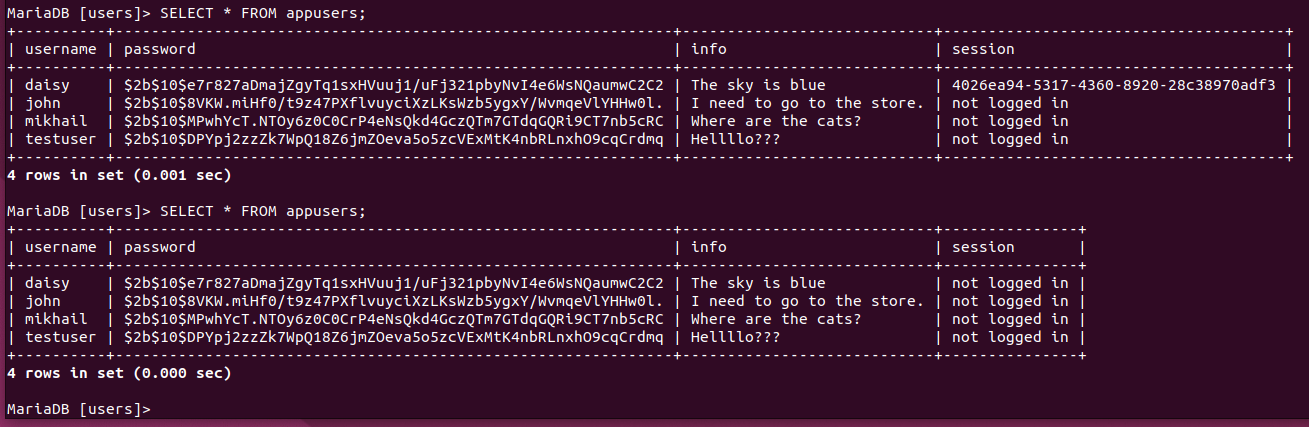 MariaDB [users]> SELECT * FROM appusers;
+----------+--------------------------------------------------------------+----------------------------+--------------------------------------+
| username | password | info | session |
+----------+--------------------------------------------------------------+----------------------------+--------------------------------------+
| daisy | $2b$10$e7r827aDmajZgyTq1sxHVuuj1/uFj321pbyNvI4e6WsNQaumwC2C2 | The sky is blue | 4026ea94-5317-4360-8920-28c38970adf3 |
| john | $2b$10$8VKW.miHf0/t9z47PXflvuyciXzLKsWzb5ygxY/WvmqeVlYHHw0l. | I need to go to the store. | not logged in |
| mikhail | $2b$10$MPwhYcT.NTOy6z0C0CrP4eNsQkd4GczQTm7GTdqGQRi9CT7nb5cRC | Where are the cats? | not logged in |
| testuser | $2b$10$DPYpj2zzZk7WpQ18Z6jmZOeva5o5zcVExMtK4nbRLnxhO9cqCrdmq | Hellllo??? | not logged in |
+----------+--------------------------------------------------------------+----------------------------+--------------------------------------+
4 rows in set (0.001 sec)
MariaDB [users]> SELECT * FROM appusers;
+----------+--------------------------------------------------------------+----------------------------+---------------+
| username | password | info | session |
+----------+--------------------------------------------------------------+----------------------------+---------------+
| daisy | $2b$10$e7r827aDmajZgyTq1sxHVuuj1/uFj321pbyNvI4e6WsNQaumwC2C2 | The sky is blue | not logged in |
| john | $2b$10$8VKW.miHf0/t9z47PXflvuyciXzLKsWzb5ygxY/WvmqeVlYHHw0l. | I need to go to the store. | not logged in |
| mikhail | $2b$10$MPwhYcT.NTOy6z0C0CrP4eNsQkd4GczQTm7GTdqGQRi9CT7nb5cRC | Where are the cats? | not logged in |
| testuser | $2b$10$DPYpj2zzZk7WpQ18Z6jmZOeva5o5zcVExMtK4nbRLnxhO9cqCrdmq | Hellllo??? | not logged in |
+----------+--------------------------------------------------------------+----------------------------+---------------+
4 rows in set (0.000 sec)
MariaDB [users]>